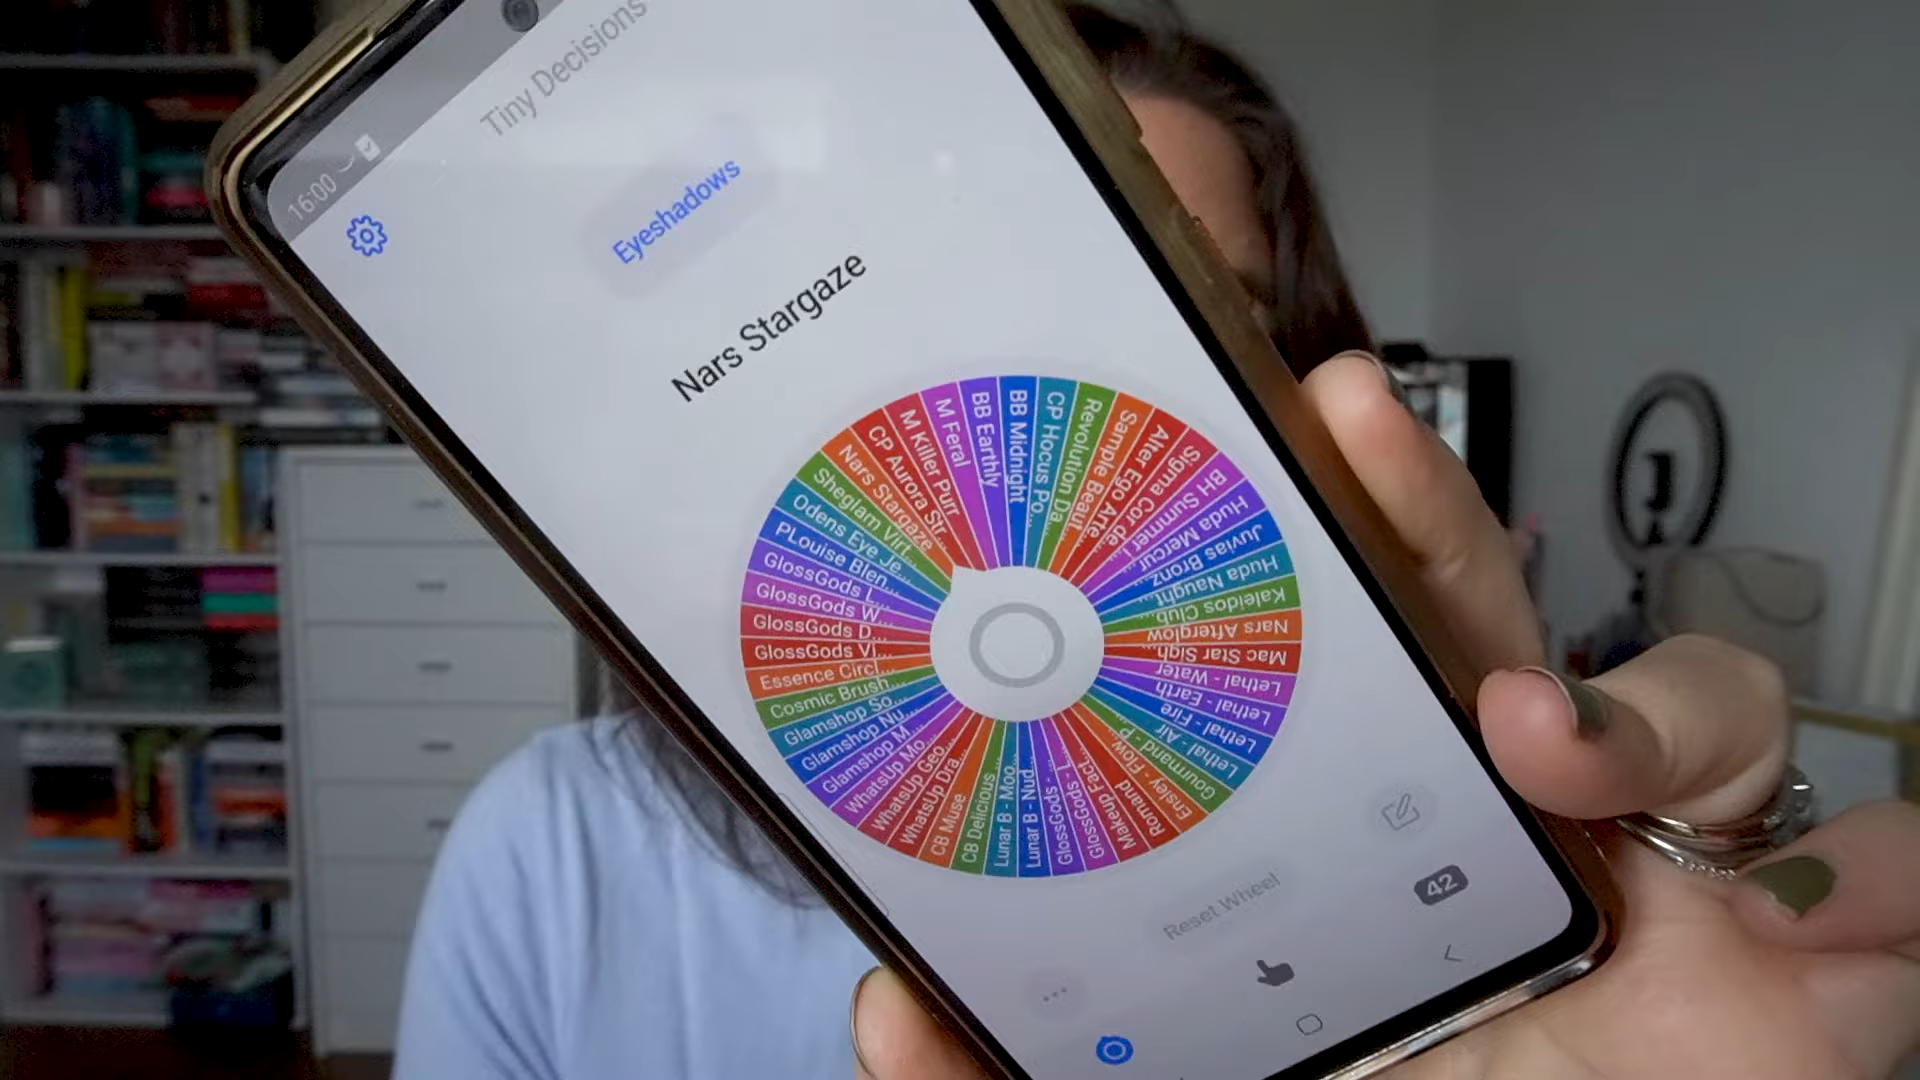 16:00
Tiny Decisions
Eyeshadows
Nars Stargaze
BB Midnight
CP Hocus Po...
Revolution Da...
Sample Beaut...
Alter Ego Arte...
Sigma Cor de...
BH Summer
Huda Mercur...
Juvias Bronz...
Huda Naught...
Kaleidos Club...
Nars Afterglow
Mac Star Sigh
Lethal - Water
Lethal - Earth
Lethal - Fire
Lethal - Air
Gourmand - P...
Ensley - Flow...
Romand
Makeup Fact...
GlossGods - L...
GlossGods - ...
Lunar B - Nud...
Lunar B - Moo...
CB Delicious
CB Muse
WhatsUp Dra...
WhatsUp Geo...
WhatsUp Mo...
Glamshop M...
Glamshop Nu...
Glamshop So...
Cosmic Brush...
Essence Circl...
GlossGods Vi...
GlossGods D...
GlossGods W...
GlossGods L...
PLouise Blen...
Odens Eye Je...
Sheglam Virt...
Nars Stargaze
CP Aurora Str...
M Killer Purr
M Feral
BB Earthly
Reset Wheel
42